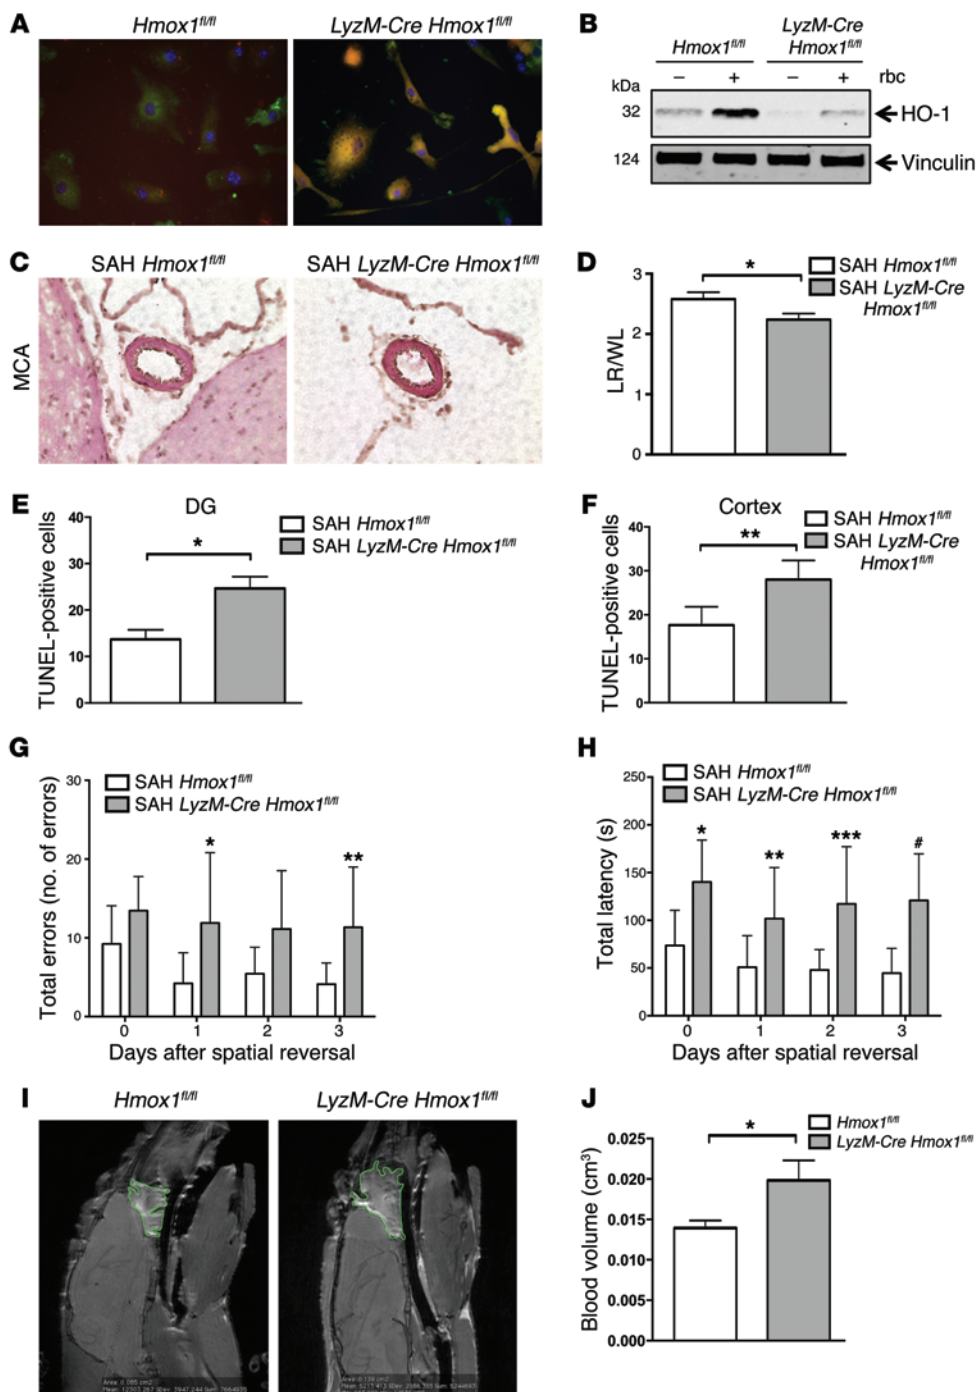 A
Hmox1fl/fl
LyzM-Cre Hmox1fl/fl
B
Hmox1fl/fl
LyzM-Cre
Hmox1fl/fl
− + − + rbc
kDa
32
HO-1
124
Vinculin
C
SAH Hmox1fl/fl
SAH LyzM-Cre Hmox1fl/fl
MCA
D
SAH Hmox1fl/fl
SAH LyzM-Cre
Hmox1fl/fl
*
LR/WL
3
2
1
0
E
DG
SAH Hmox1fl/fl
SAH LyzM-Cre Hmox1fl/fl
*
TUNEL-positive cells
40
30
20
10
0
F
Cortex
SAH Hmox1fl/fl
SAH LyzM-Cre
Hmox1fl/fl
**
TUNEL-positive cells
40
30
20
10
0
G
SAH Hmox1fl/fl
SAH LyzM-Cre Hmox1fl/fl
* **
Total errors (no. of errors)
30
20
10
0
0 1 2 3
Days after spatial reversal
H
SAH Hmox1fl/fl
SAH LyzM-Cre Hmox1fl/fl
* ** *** #
Total latency (s)
250
200
150
100
50
0
0 1 2 3
Days after spatial reversal
I
Hmox1fl/fl
LyzM-Cre Hmox1fl/fl
J
Hmox1fl/fl
LyzM-Cre Hmox1fl/fl
*
Blood volume (cm3)
0.025
0.020
0.015
0.010
0.005
0.000